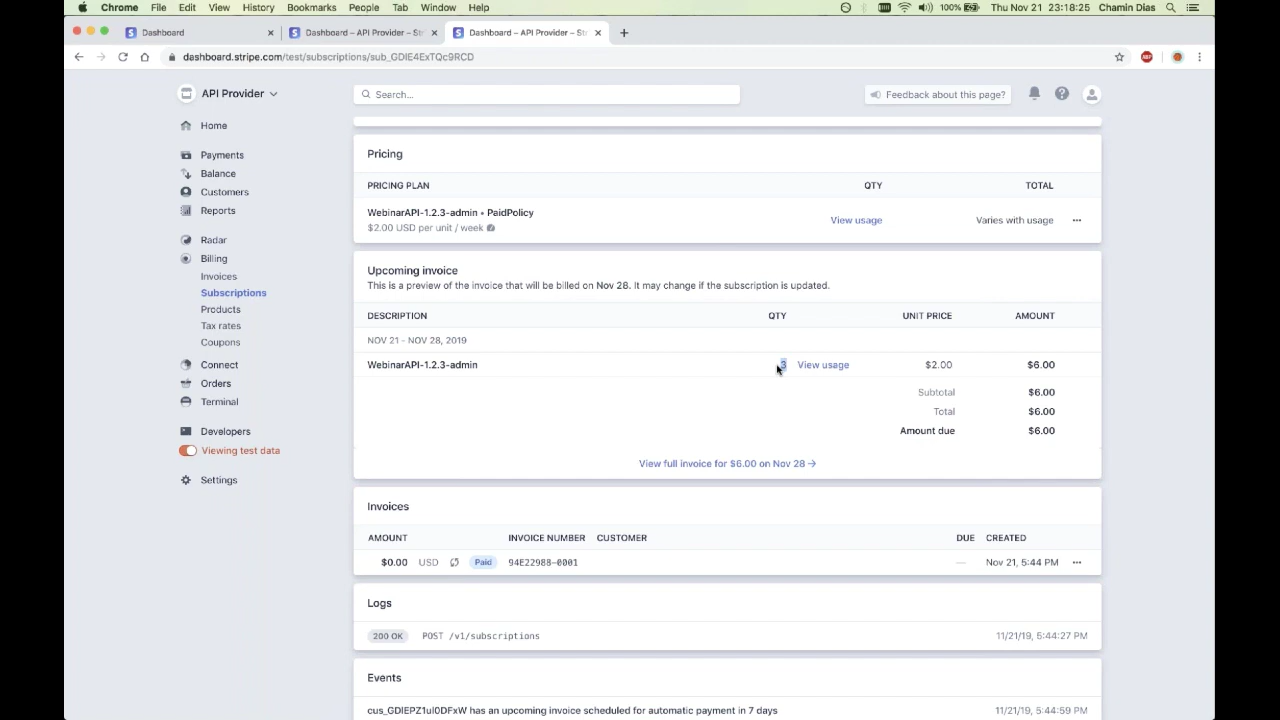 Chrome File Edit View History Bookmarks People Tab Window Help 100% Thu Nov 21 18:18:25 Chamin Dias
Dashboard Dashboard – API Provider – St Dashboard – API Provider – St
dashboard.stripe.com/test/subscriptions/sub_GDIE4ExTQc9RCD
API Provider Search... Feedback about this page?
Home
Payments
Balance
Customers
Reports
Radar
Billing
Invoices
Subscriptions
Products
Tax rates
Coupons
Connect
Orders
Terminal
Developers
Viewing test data
Settings
Pricing
PRICING PLAN QTY TOTAL
WebinarAPI-1.2.3-admin • PaidPolicy View usage Varies with usage
$2.00 USD per unit / week
Upcoming invoice
This is a preview of the invoice that will be billed on Nov 28. It may change if the subscription is updated.
DESCRIPTION QTY UNIT PRICE AMOUNT
NOV 21 - NOV 28, 2019
WebinarAPI-1.2.3-admin 3 View usage $2.00 $6.00
Subtotal $6.00
Total $6.00
Amount due $6.00
View full invoice for $6.00 on Nov 28 →
Invoices
AMOUNT INVOICE NUMBER CUSTOMER DUE CREATED
$0.00 USD Paid 94E22988-0001 — Nov 21, 5:44 PM
Logs
200 OK POST /v1/subscriptions 11/21/19, 5:44:27 PM
Events
cus_GDIEPZ1ul0DFxW has an upcoming invoice scheduled for automatic payment in 7 days 11/21/19, 5:44:59 PM